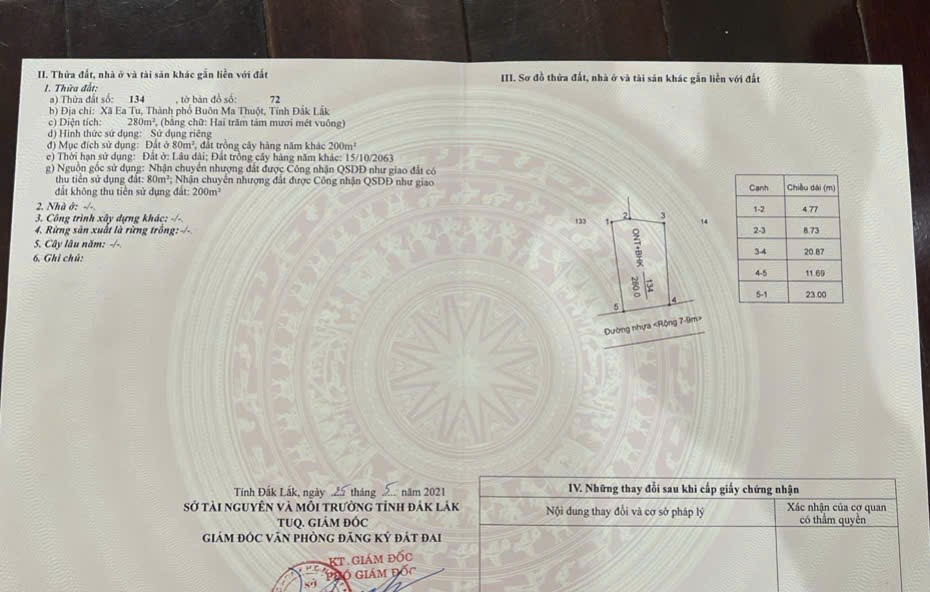 II. Thửa đất, nhà ở và tài sản khác gắn liền với đất
1. Thửa đất:
a) Thửa đất số: 134 , tờ bản đồ số: 72
b) Địa chỉ: Xã Ea Tu, Thành phố Buôn Ma Thuột, Tỉnh Đắk Lắk
c) Diện tích: 280m², (bằng chữ: Hai trăm tám mươi mét vuông)
d) Hình thức sử dụng: Sử dụng riêng
đ) Mục đích sử dụng: Đất ở 80m², đất trồng cây hàng năm khác 200m²
e) Thời hạn sử dụng: Đất ở: Lâu dài; Đất trồng cây hàng năm khác: 15/10/2063
g) Nguồn gốc sử dụng: Nhận chuyển nhượng đất được Công nhận QSDĐ như giao đất có
thu tiền sử dụng đất: 80m²; Nhận chuyển nhượng đất được Công nhận QSDĐ như giao
đất không thu tiền sử dụng đất: 200m²
2. Nhà ở: -/-.
3. Công trình xây dựng khác: -/-.
4. Rừng sản xuất là rừng trồng: -/-.
5. Cây lâu năm: -/-.
6. Ghi chú:
Tỉnh Đắk Lắk, ngày 25 tháng 5 năm 2021
SỞ TÀI NGUYÊN VÀ MÔI TRƯỜNG TỈNH ĐẮK LẮK
TUQ. GIÁM ĐỐC
GIÁM ĐỐC VĂN PHÒNG ĐĂNG KÝ ĐẤT ĐAI
KT. GIÁM ĐỐC
PHÓ GIÁM ĐỐC
III. Sơ đồ thửa đất, nhà ở và tài sản khác gắn liền với đất
133
1
2
3
14
ONT+BHK
134
280.0
5
4
Đường nhựa <Rộng 7-9m>
Cạnh Chiều dài (m)
1-2 4.77
2-3 8.73
3-4 20.87
4-5 11.69
5-1 23.00
IV. Những thay đổi sau khi cấp giấy chứng nhận
Nội dung thay đổi và cơ sở pháp lý
Xác nhận của cơ quan
có thẩm quyền